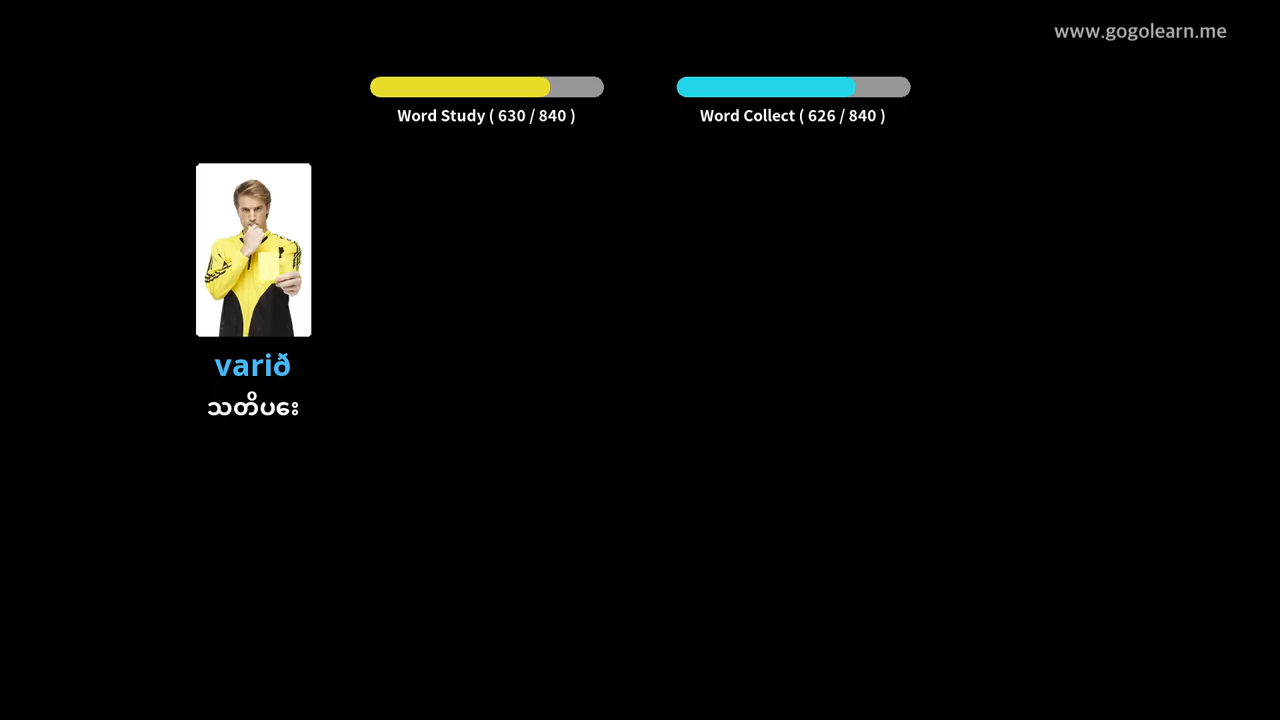 www.gogolearn.me
Word Study ( 630 / 840 )
Word Collect ( 626 / 840 )
varið
သတိပေး